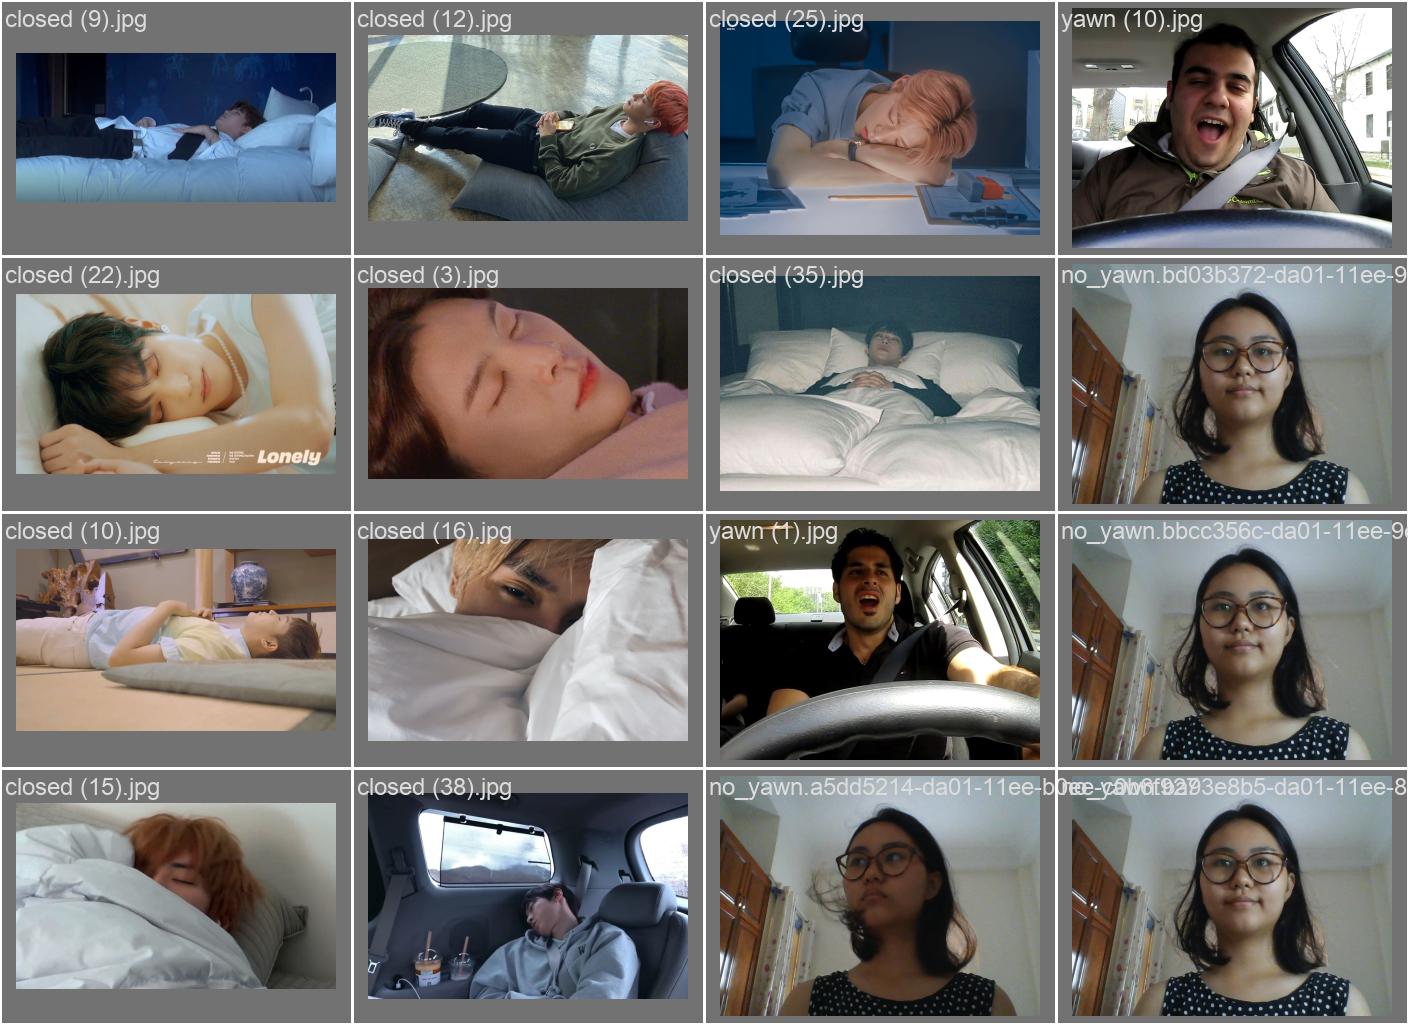 closed (9).jpg
closed (12).jpg
closed (25).jpg
yawn (10).jpg
closed (22).jpg
Lonely
closed (3).jpg
closed (35).jpg
no_yawn.bd03b372-da01-11ee-9
closed (10).jpg
closed (16).jpg
yawn (1).jpg
no_yawn.bbcc356c-da01-11ee-9
closed (15).jpg
closed (38).jpg
no_yawn.a5dd5214-da01-11ee-b